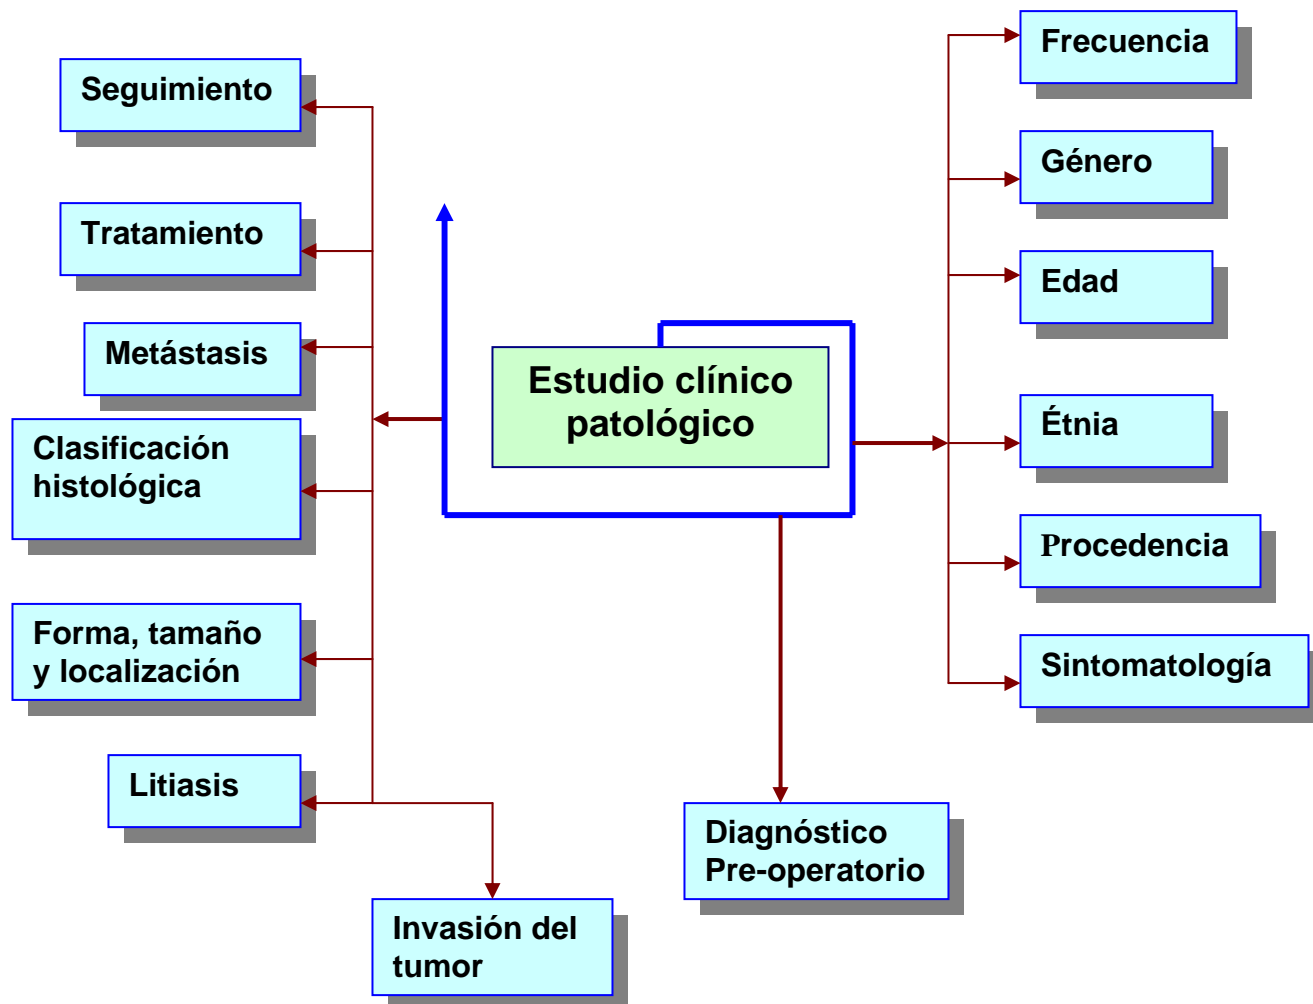 Frecuencia
Seguimiento
Género
Tratamiento
Edad
Metástasis
Estudio clínico
patológico
Étnia
Clasificación
histológica
Procedencia
Forma, tamaño
y localización
Sintomatología
Litiasis
Diagnóstico
Pre-operatorio
Invasión del
tumor